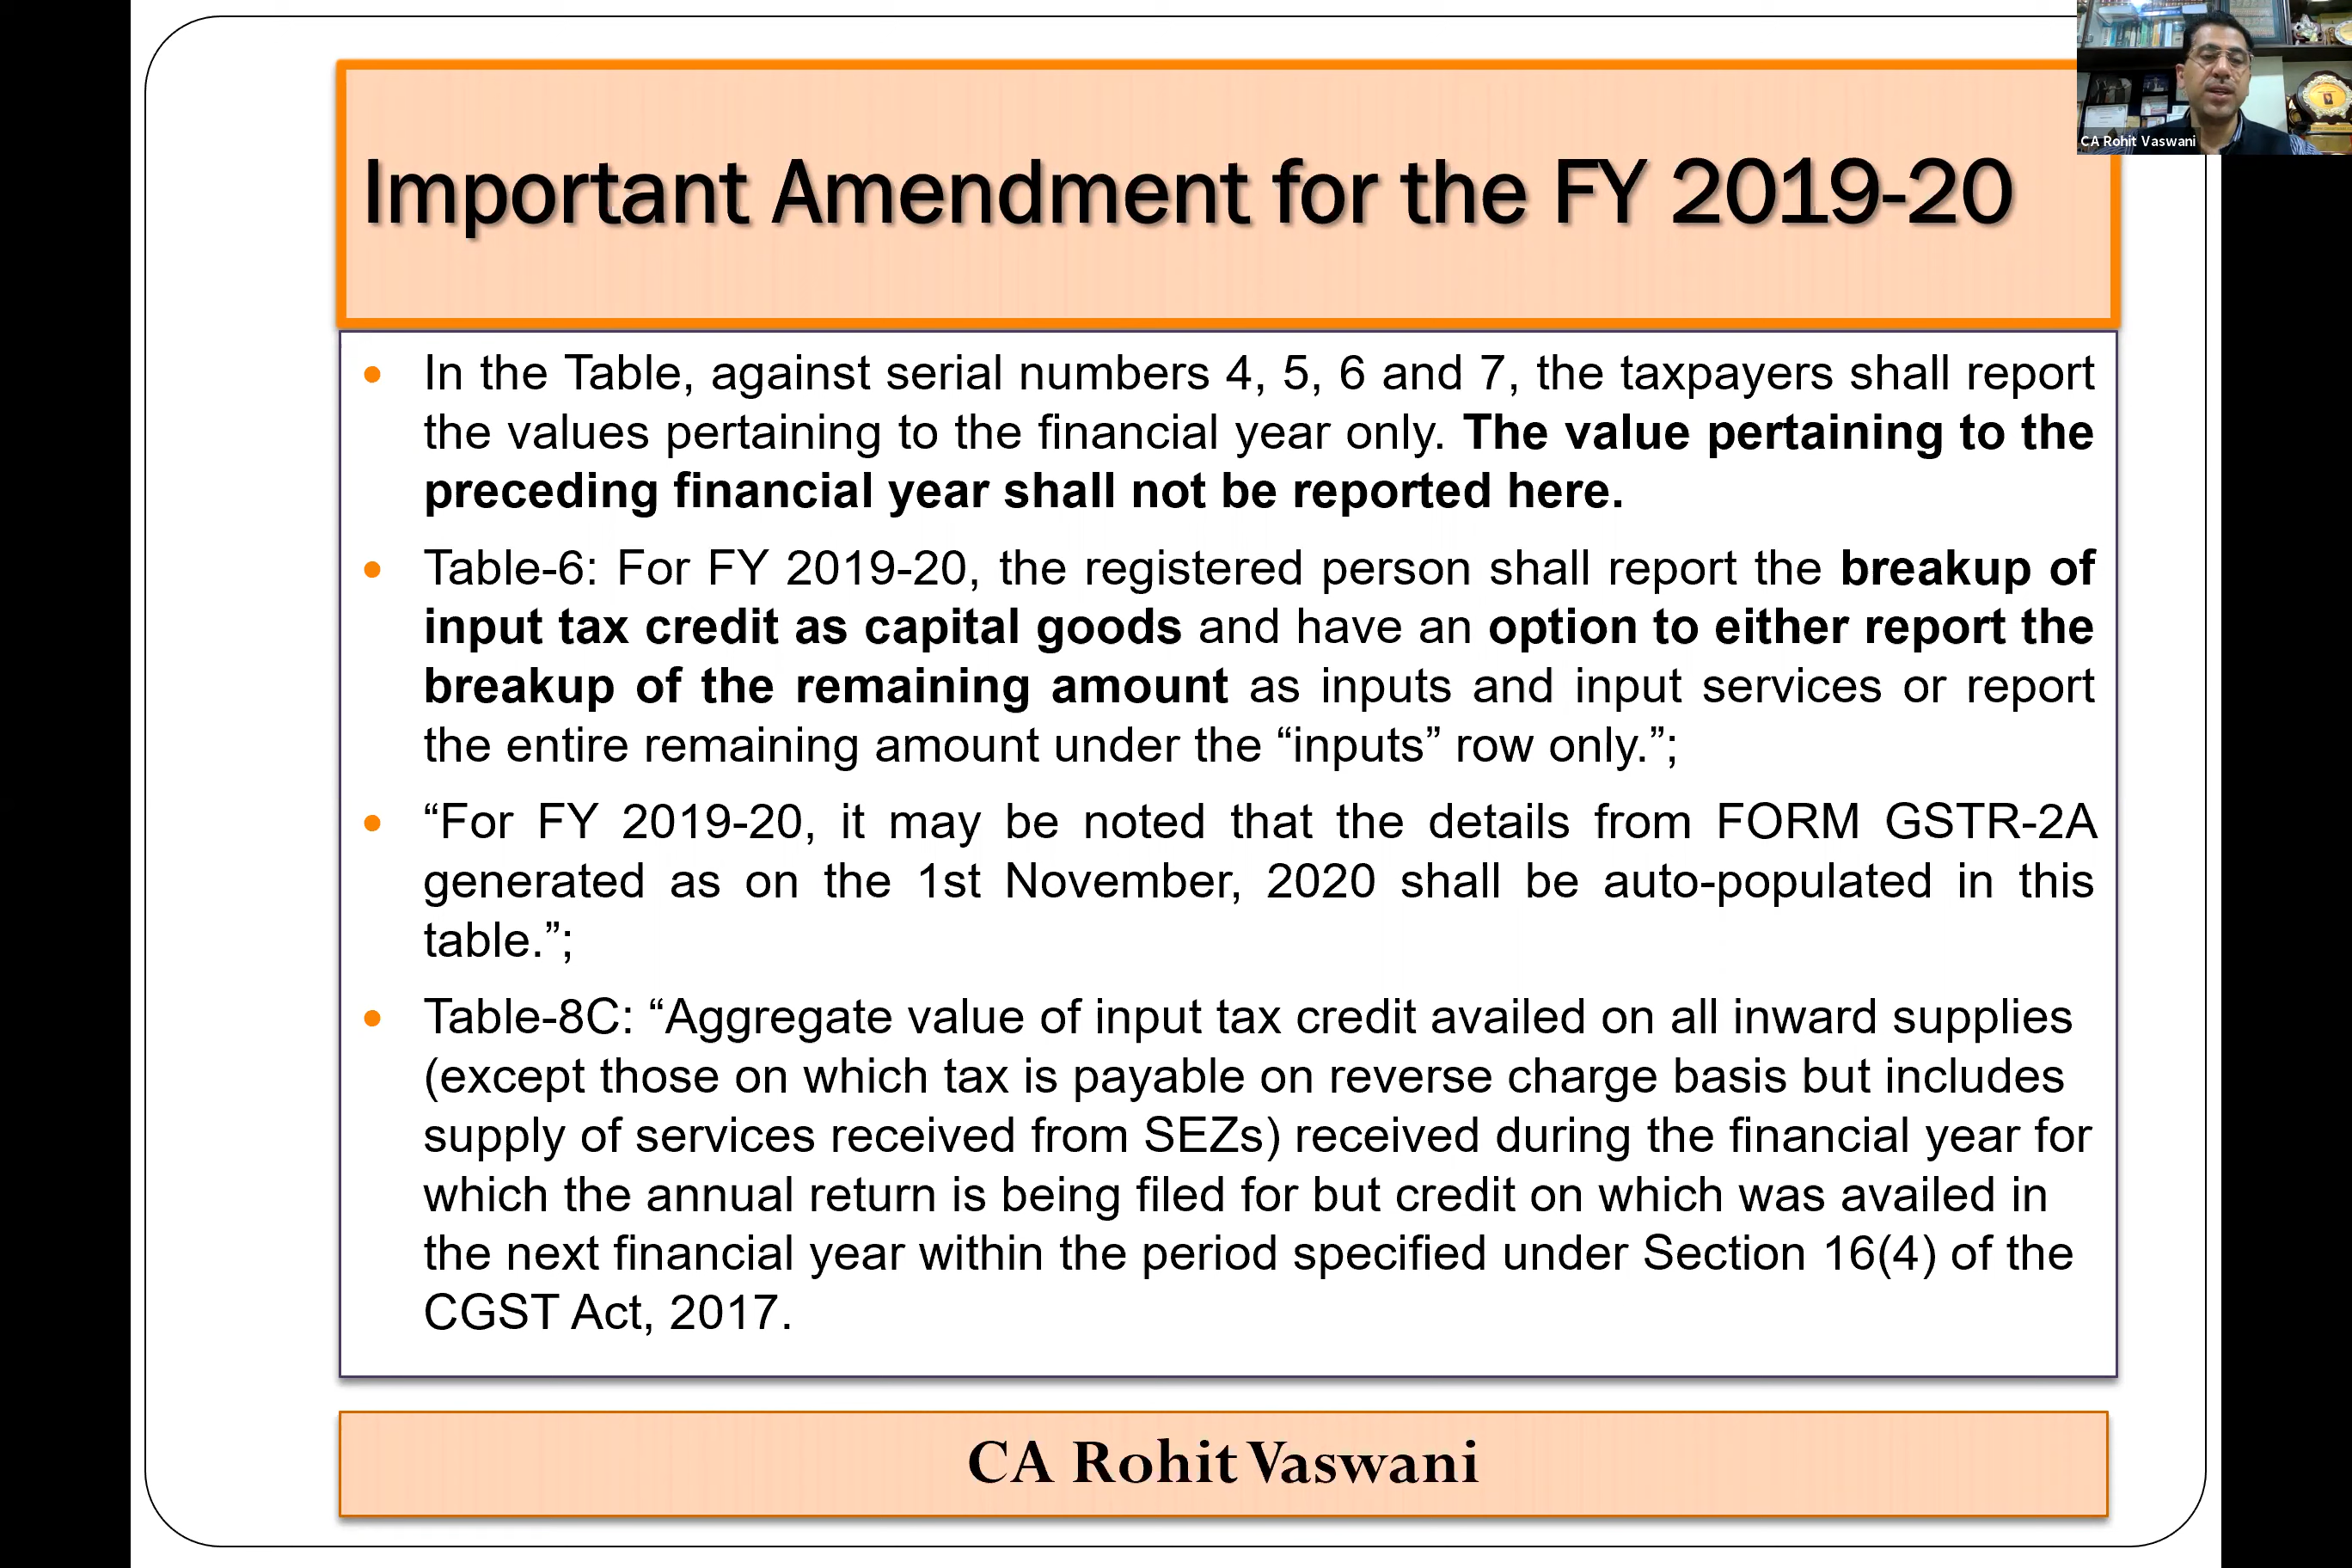 CA Rohit Vaswani
Important Amendment for the FY 2019-20
• In the Table, against serial numbers 4, 5, 6 and 7, the taxpayers shall report
the values pertaining to the financial year only. The value pertaining to the
preceding financial year shall not be reported here.
• Table-6: For FY 2019-20, the registered person shall report the breakup of
input tax credit as capital goods and have an option to either report the
breakup of the remaining amount as inputs and input services or report
the entire remaining amount under the “inputs” row only.”;
• “For FY 2019-20, it may be noted that the details from FORM GSTR-2A
generated as on the 1st November, 2020 shall be auto-populated in this
table.”;
• Table-8C: “Aggregate value of input tax credit availed on all inward supplies
(except those on which tax is payable on reverse charge basis but includes
supply of services received from SEZs) received during the financial year for
which the annual return is being filed for but credit on which was availed in
the next financial year within the period specified under Section 16(4) of the
CGST Act, 2017.
CA Rohit Vaswani